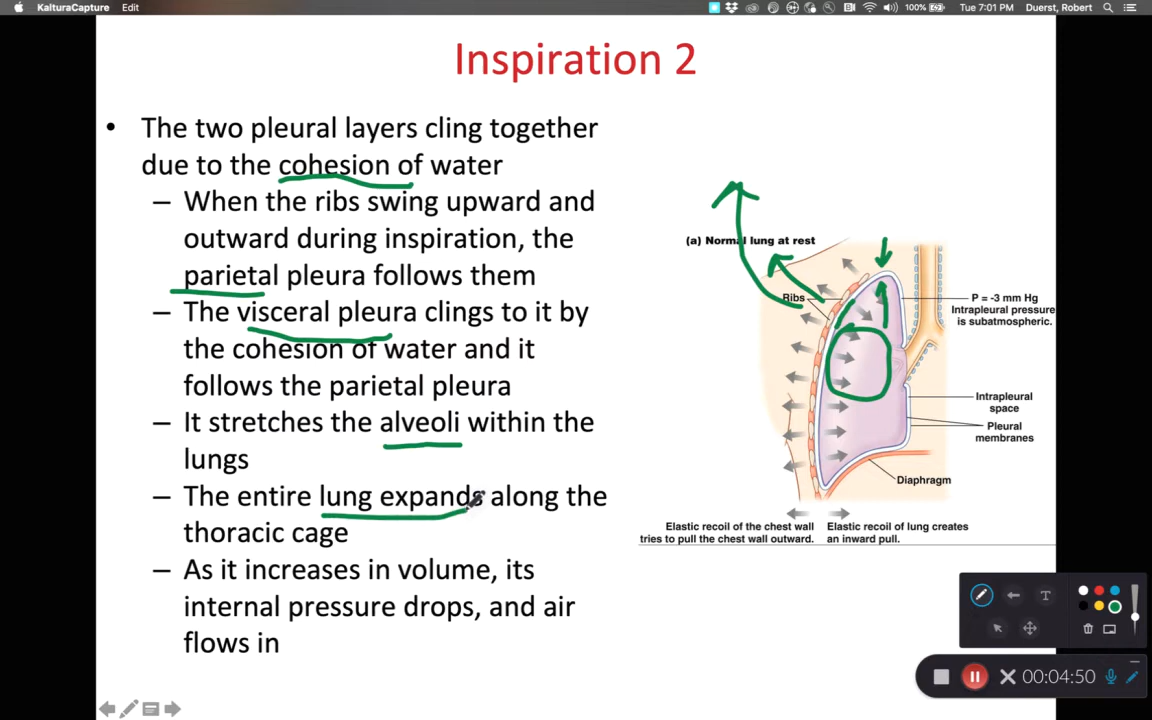 KalturaCapture Edit
100% Tue 7:01 PM Duerst, Robert
Inspiration 2
• The two pleural layers cling together
due to the cohesion of water
– When the ribs swing upward and
outward during inspiration, the
parietal pleura follows them
– The visceral pleura clings to it by
the cohesion of water and it
follows the parietal pleura
– It stretches the alveoli within the
lungs
– The entire lung expands along the
thoracic cage
– As it increases in volume, its
internal pressure drops, and air
flows in
(a) Normal lung at rest
Ribs
P = -3 mm Hg
Intrapleural pressure
is subatmospheric.
Intrapleural
space
Pleural
membranes
Diaphragm
Elastic recoil of the chest wall
tries to pull the chest wall outward.
Elastic recoil of lung creates
an inward pull.
T
00:04:50